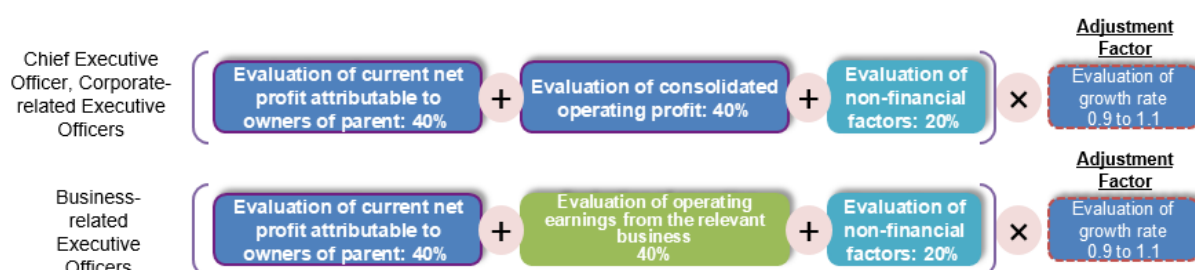 Adjustment
Factor
Chief Executive
Officer, Corporate-
related Executive
Officers
Evaluation of current net
profit attributable to
owners of parent: 40%
+
Evaluation of consolidated
operating profit: 40%
+
Evaluation of
non-financial
factors: 20%
×
Evaluation of
growth rate
0.9 to 1.1
Adjustment
Factor
Business-
related
Executive
Officers
Evaluation of current net
profit attributable to
owners of parent: 40%
+
Evaluation of operating
earnings from the relevant
business
40%
+
Evaluation of
non-financial
factors: 20%
×
Evaluation of
growth rate
0.9 to 1.1